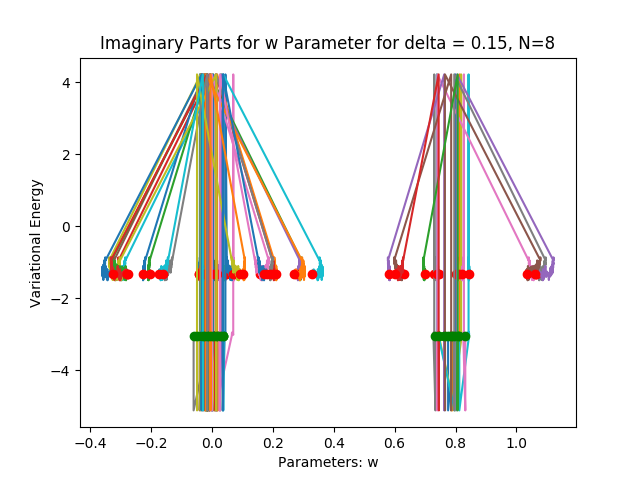 Imaginary Parts for w Parameter for delta = 0.15, N=8
4
2
0
−2
−4
Variational Energy
−0.4 −0.2 0.0 0.2 0.4 0.6 0.8 1.0
Parameters: w